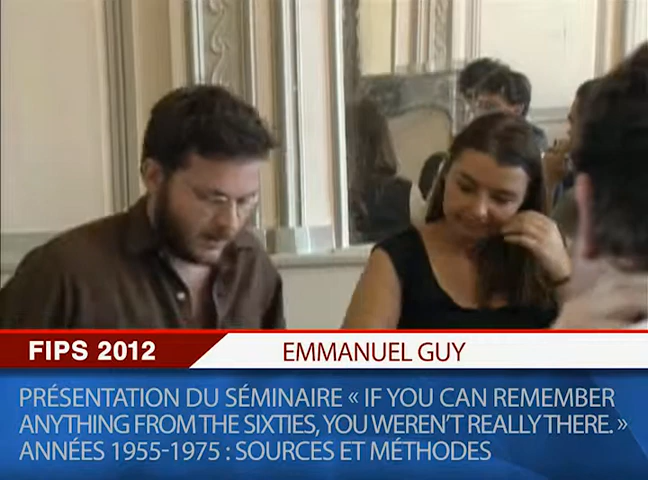 FIPS 2012
EMMANUEL GUY
PRÉSENTATION DU SÉMINAIRE « IF YOU CAN REMEMBER
ANYTHING FROM THE SIXTIES, YOU WEREN'T REALLY THERE. »
ANNÉES 1955-1975 : SOURCES ET MÉTHODES